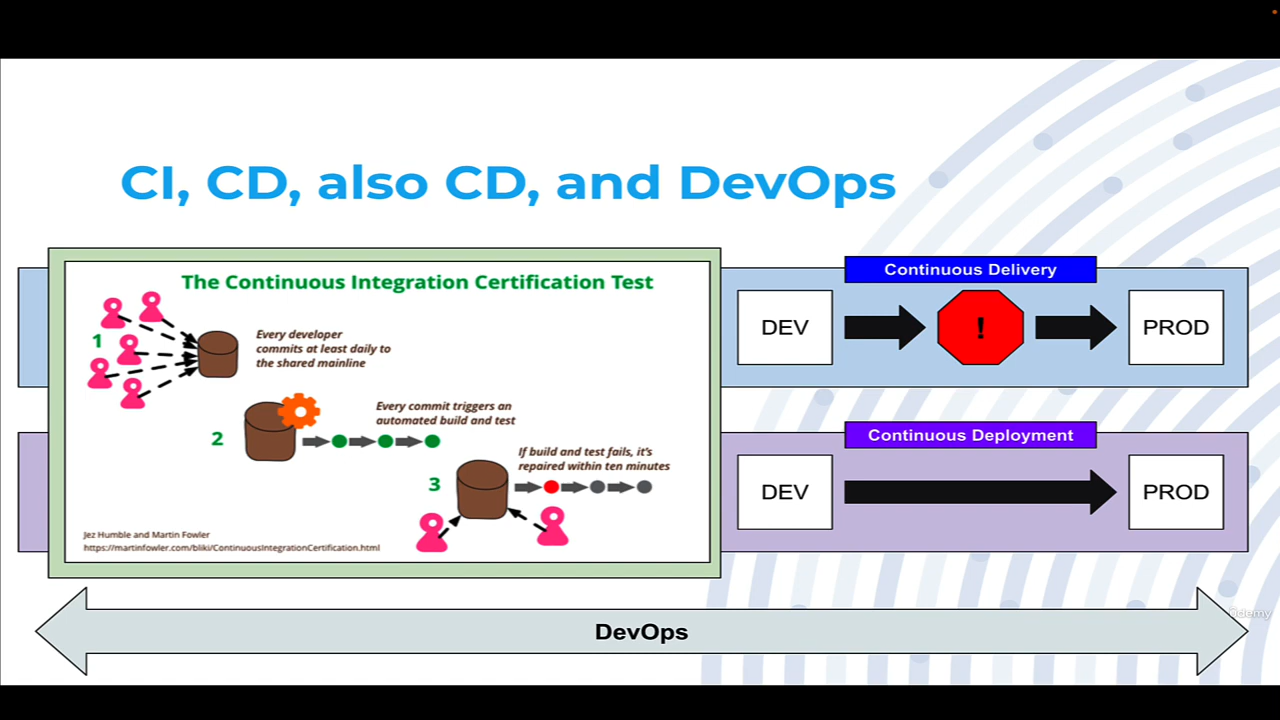 CI, CD, also CD, and DevOps
The Continuous Integration Certification Test
1
Every developer
commits at least daily to
the shared mainline
2
Every commit triggers an
automated build and test
3
If build and test fails, it's
repaired within ten minutes
Jez Humble and Martin Fowler
https://martinfowler.com/bliki/ContinuousIntegrationCertification.html
Continuous Delivery
DEV
!
PROD
Continuous Deployment
DEV
PROD
DevOps
Udemy